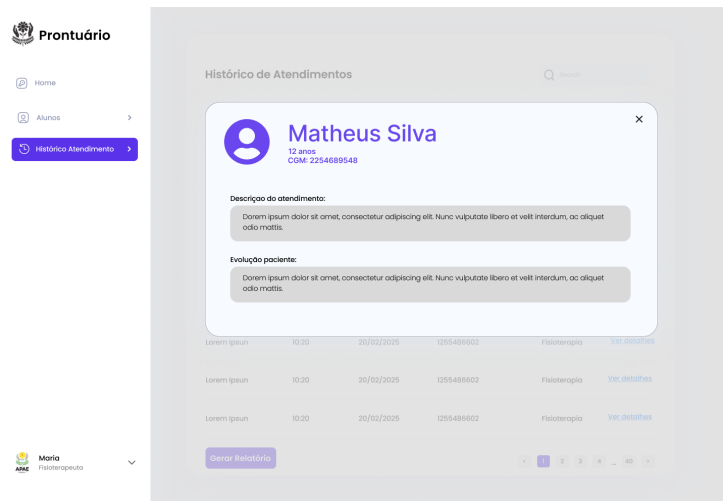 Prontuário
Home
Alunos
Histórico Atendimento
Maria
Fisioterapeuta
APAE
Histórico de Atendimentos
Search
Matheus Silva
12 anos
CGM: 2254689548
Descriçao do atendimento:
Dorem ipsum dolor sit amet, consectetur adipiscing elit. Nunc vulputate libero et velit interdum, ac aliquet
odio mattis.
Evolução paciente:
Dorem ipsum dolor sit amet, consectetur adipiscing elit. Nunc vulputate libero et velit interdum, ac aliquet
odio mattis.
Lorem Ipsun 10:20 20/02/2025 1255486602 Fisioterapia Ver detalhes
Lorem Ipsun 10:20 20/02/2025 1255486602 Fisioterapia Ver detalhes
Lorem Ipsun 10:20 20/02/2025 1255486602 Fisioterapia Ver detalhes
Gerar Relatório
< 1 2 3 4 ... 40 >